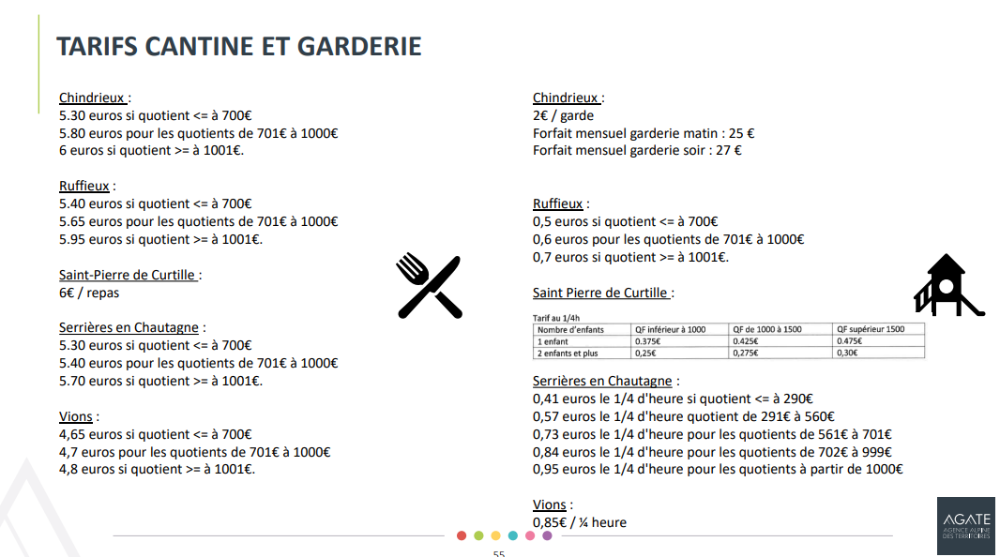 TARIFS CANTINE ET GARDERIE
Chindrieux :
5.30 euros si quotient <= à 700€
5.80 euros pour les quotients de 701€ à 1000€
6 euros si quotient >= à 1001€.
Ruffieux :
5.40 euros si quotient <= à 700€
5.65 euros pour les quotients de 701€ à 1000€
5.95 euros si quotient >= à 1001€.
Saint-Pierre de Curtille :
6€ / repas
Serrières en Chautagne :
5.30 euros si quotient <= à 700€
5.40 euros pour les quotients de 701€ à 1000€
5.70 euros si quotient >= à 1001€.
Vions :
4,65 euros si quotient <= à 700€
4,7 euros pour les quotients de 701€ à 1000€
4,8 euros si quotient >= à 1001€.
Chindrieux :
2€ / garde
Forfait mensuel garderie matin : 25 €
Forfait mensuel garderie soir : 27 €
Ruffieux :
0,5 euros si quotient <= à 700€
0,6 euros pour les quotients de 701€ à 1000€
0,7 euros si quotient >= à 1001€.
Saint Pierre de Curtille :
Tarif au 1/4h
Nombre d'enfants QF inférieur à 1000 QF de 1000 à 1500 QF supérieur 1500
1 enfant 0.375€ 0.425€ 0.475€
2 enfants et plus 0,25€ 0,275€ 0,30€
Serrières en Chautagne :
0,41 euros le 1/4 d'heure si quotient <= à 290€
0,57 euros le 1/4 d'heure quotient de 291€ à 560€
0,73 euros le 1/4 d'heure pour les quotients de 561€ à 701€
0,84 euros le 1/4 d'heure pour les quotients de 702€ à 999€
0,95 euros le 1/4 d'heure pour les quotients à partir de 1000€
Vions :
0,85€ / ¼ heure
AGATE
AGENCE ALPINE
DES TERRITOIRES
55